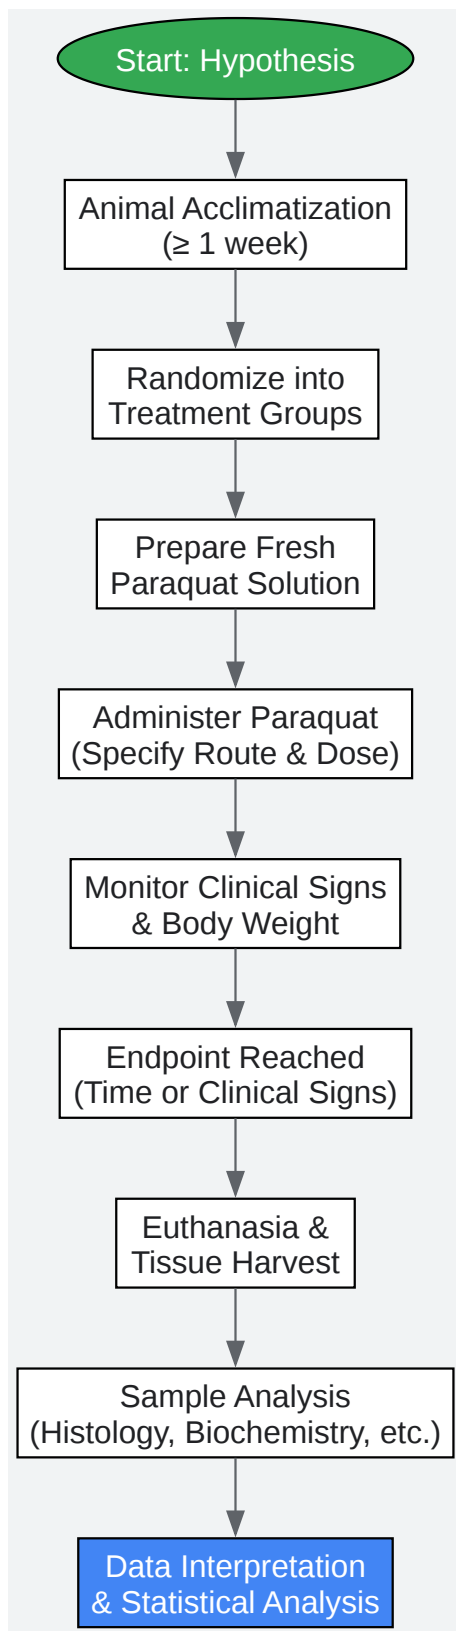 Start: Hypothesis
Animal Acclimatization
(≥ 1 week)
Randomize into
Treatment Groups
Prepare Fresh
Paraquat Solution
Administer Paraquat
(Specify Route & Dose)
Monitor Clinical Signs
& Body Weight
Endpoint Reached
(Time or Clinical Signs)
Euthanasia &
Tissue Harvest
Sample Analysis
(Histology, Biochemistry, etc.)
Data Interpretation
& Statistical Analysis